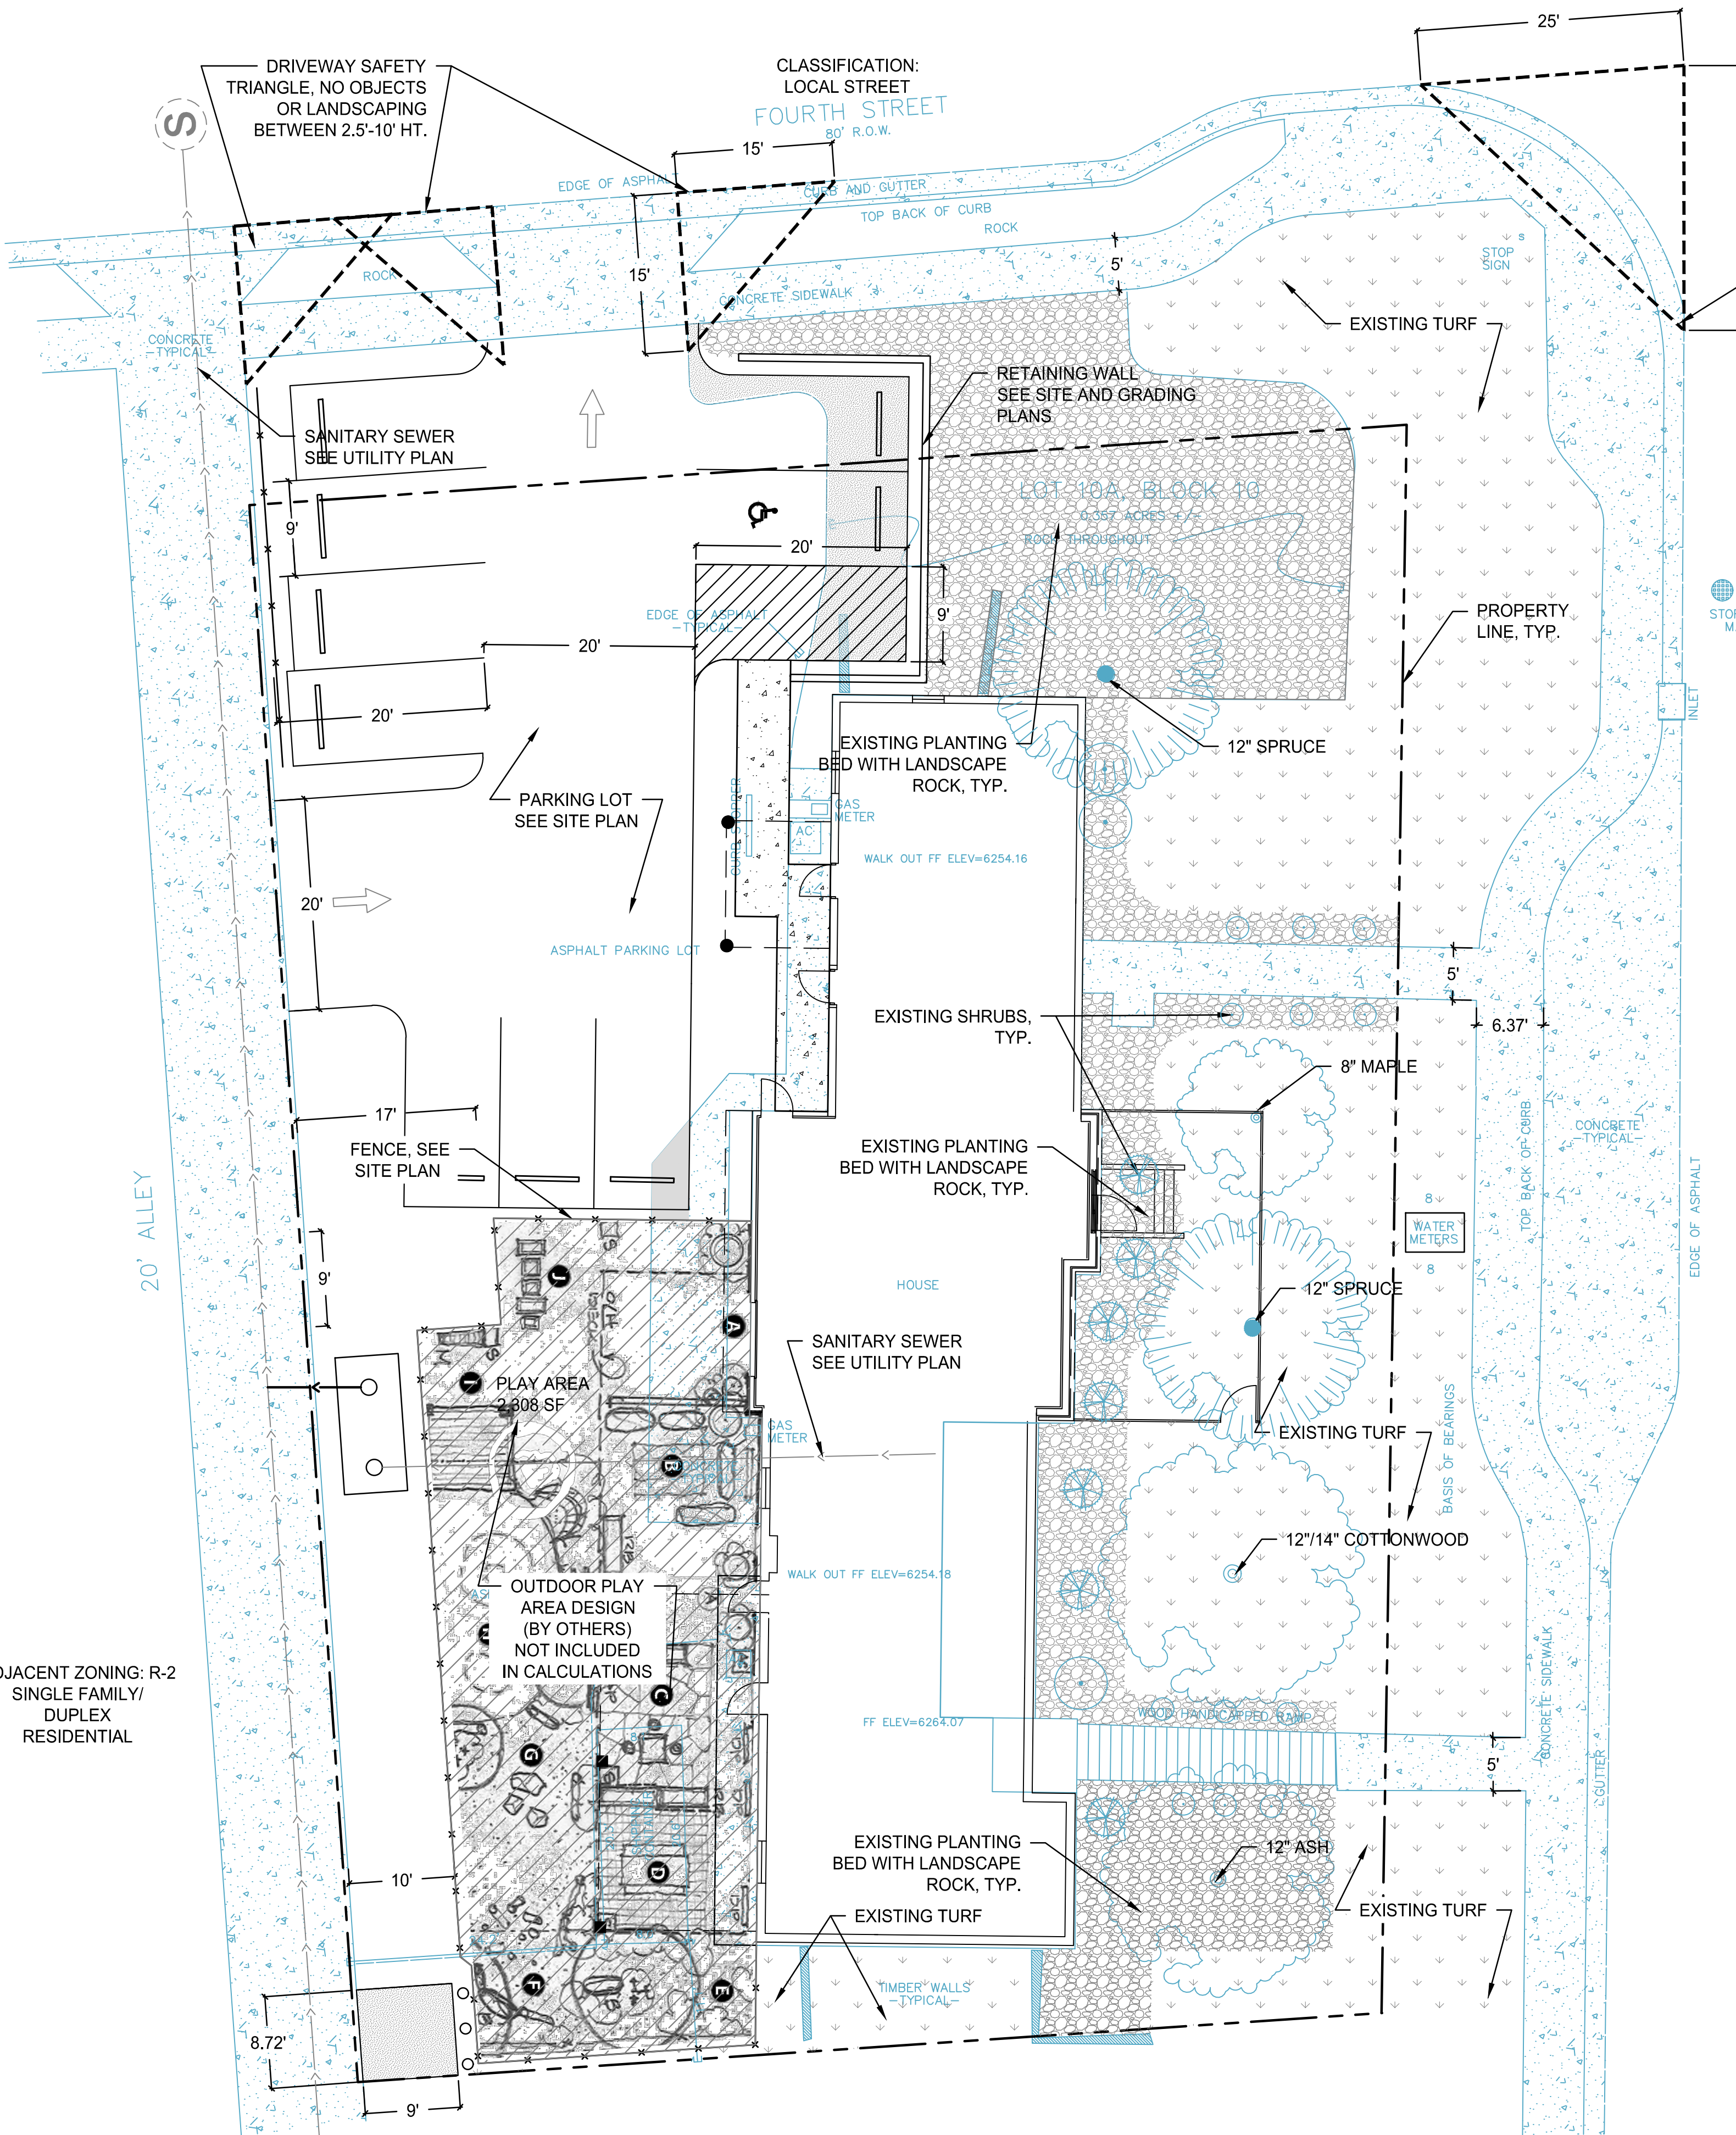 25'
DRIVEWAY SAFETY
TRIANGLE, NO OBJECTS
OR LANDSCAPING
BETWEEN 2.5'-10' HT.
CLASSIFICATION:
LOCAL STREET
FOURTH STREET
80' R.O.W.
S
15'
EDGE OF ASPHALT
CURB AND GUTTER
TOP BACK OF CURB
ROCK
STOP
SIGN
S
5'
15'
ROCK
CONCRETE SIDEWALK
CONCRETE
-TYPICAL-
EXISTING TURF
RETAINING WALL
SEE SITE AND GRADING
PLANS
SANITARY SEWER
SEE UTILITY PLAN
LOT 10A, BLOCK 10
0.357 ACRES +/-
ROCK THROUGHOUT
9'
20'
9'
EDGE OF ASPHALT
-TYPICAL-
PROPERTY
LINE, TYP.
20'
20'
INLET
12" SPRUCE
EXISTING PLANTING
BED WITH LANDSCAPE
ROCK, TYP.
PARKING LOT
SEE SITE PLAN
CURB STOPPER
GAS
METER
AC
WALK OUT FF ELEV=6254.16
20'
ASPHALT PARKING LOT
5'
EXISTING SHRUBS,
TYP.
6.37'
8" MAPLE
17'
FENCE, SEE
SITE PLAN
EXISTING PLANTING
BED WITH LANDSCAPE
ROCK, TYP.
TOP BACK OF CURB
CONCRETE
-TYPICAL-
EDGE OF ASPHALT
20' ALLEY
8
WATER
METERS
8
9'
J
HOUSE
12" SPRUCE
A
SANITARY SEWER
SEE UTILITY PLAN
I
PLAY AREA
2,308 SF
GAS
METER
EXISTING TURF
BASIS OF BEARINGS
B
12"/14" COTTONWOOD
WALK OUT FF ELEV=6254.18
OUTDOOR PLAY
AREA DESIGN
(BY OTHERS)
NOT INCLUDED
IN CALCULATIONS
AC
C
DJACENT ZONING: R-2
SINGLE FAMILY/
DUPLEX
RESIDENTIAL
CONCRETE SIDEWALK
WOOD HANDICAPPED RAMP
FF ELEV=6264.07
G
5'
GUTTER
EXISTING PLANTING
BED WITH LANDSCAPE
ROCK, TYP.
12" ASH
D
10'
EXISTING TURF
EXISTING TURF
F
E
TIMBER WALLS
-TYPICAL-
8.72'
9'